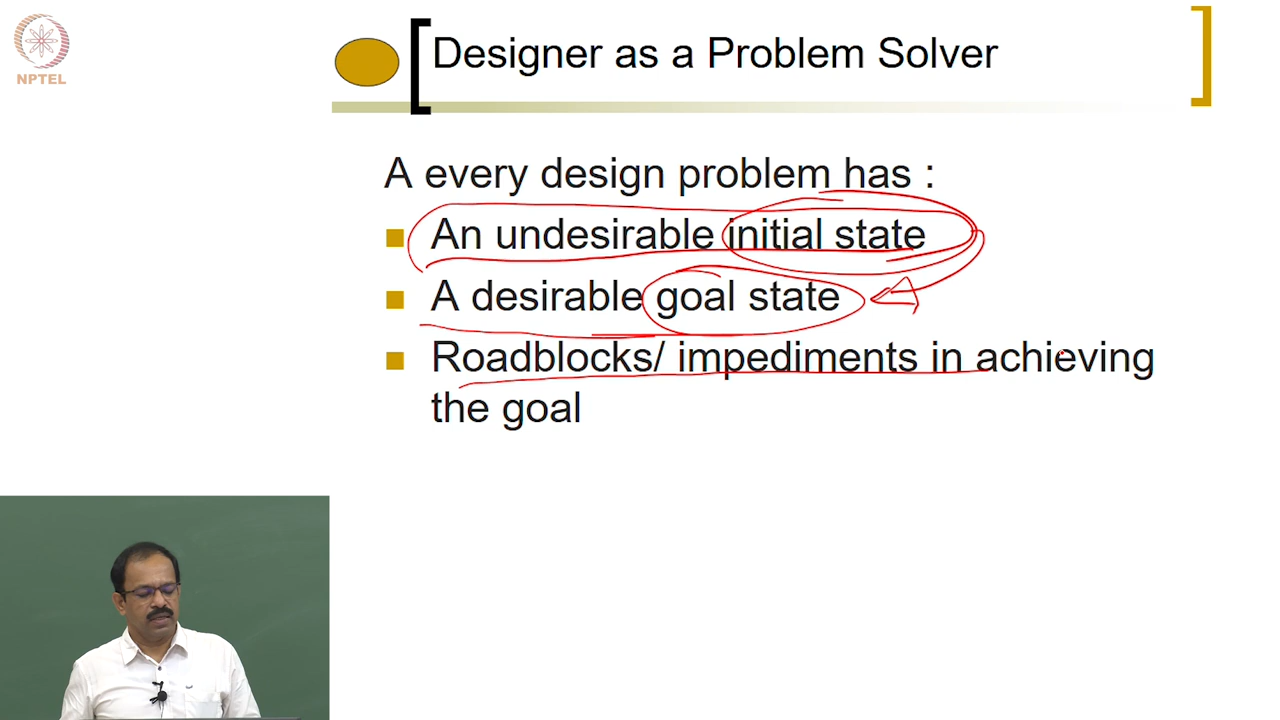 NPTEL
Designer as a Problem Solver
A every design problem has :
An undesirable initial state
A desirable goal state
Roadblocks/ impediments in achieving
the goal